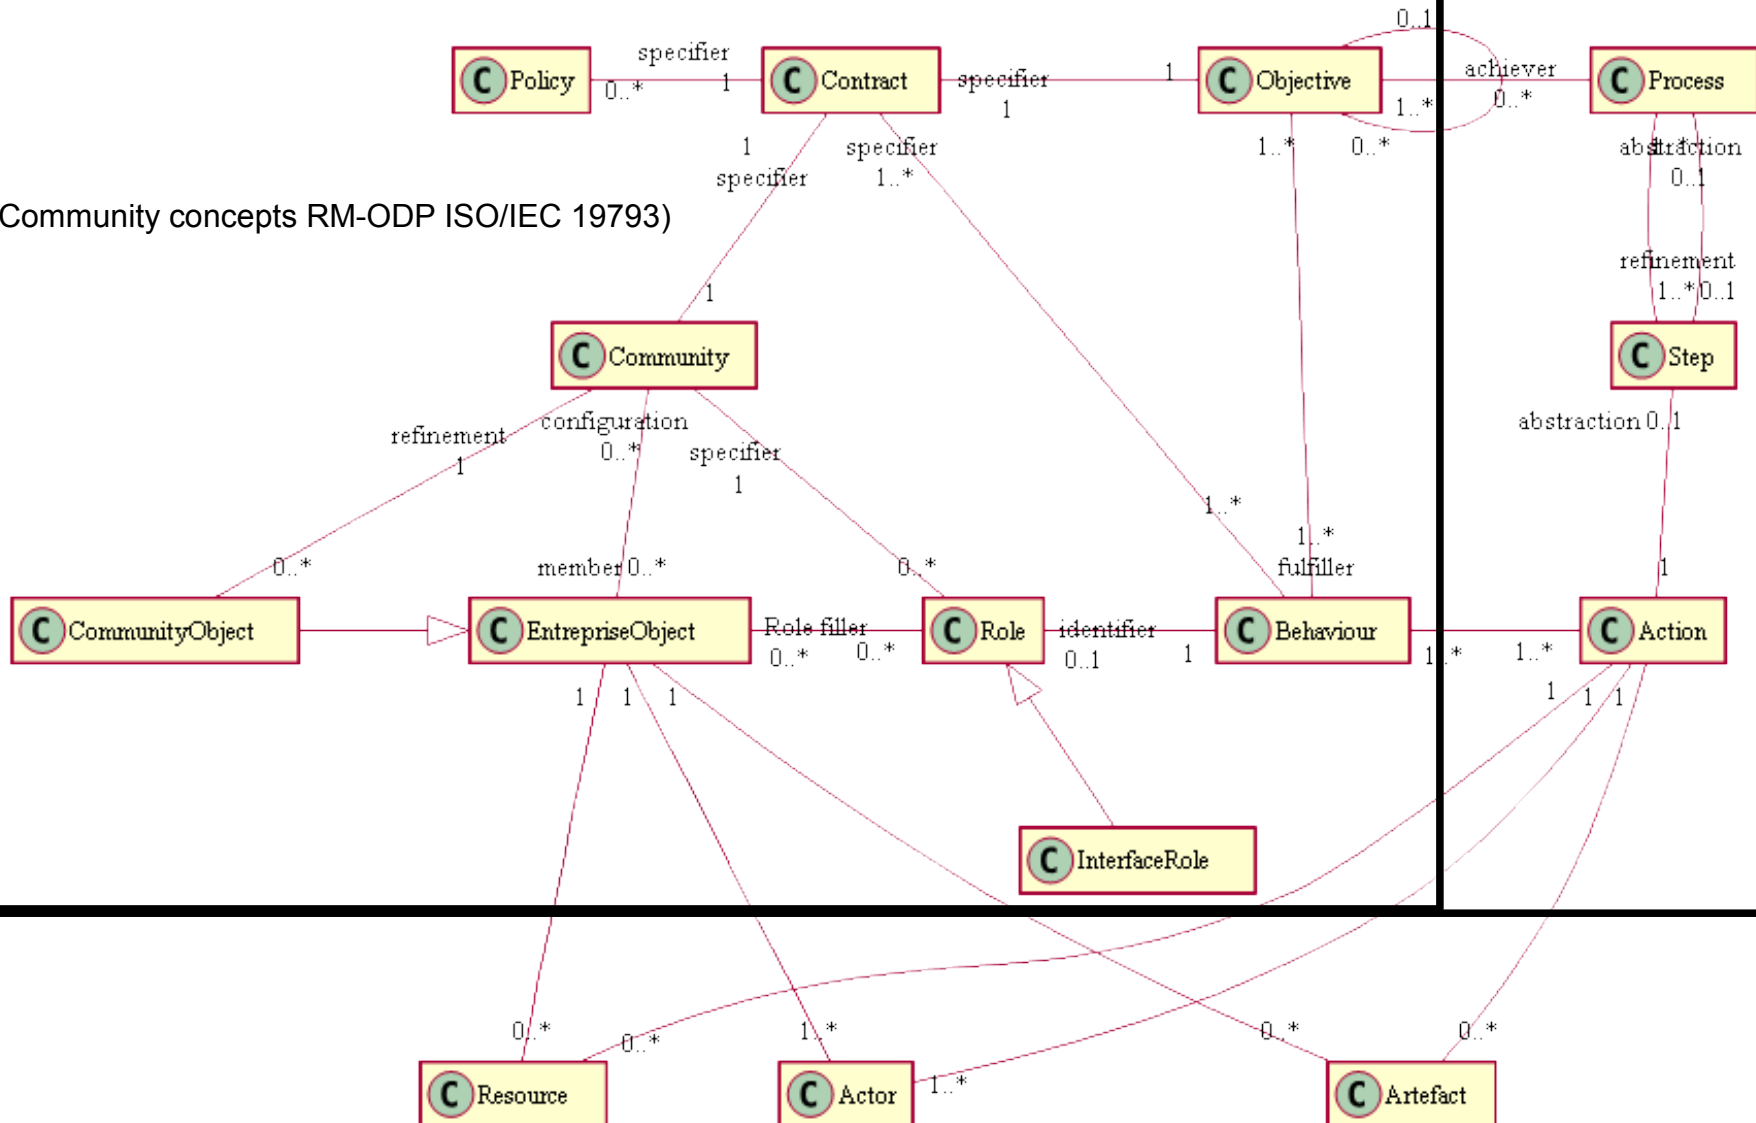 0..1
specifier
C Policy
0..*
1
C Contract
specifier
1
1
C Objective
achiever
1..*
0..*
C Process
1
specifier
specifier
1..*
1..*
0..*
abstraction
1..*
0..1
Community concepts RM-ODP ISO/IEC 19793)
refinement
1..*
0..1
1
C Community
C Step
refinement
1
configuration
0..*
specifier
1
abstraction 0..1
1..*
1..*
fulfiller
0..*
member 0..*
0..*
1
C CommunityObject
C EntrepriseObject
Role filler
0..*
0..*
C Role
identifier
0..1
1
C Behaviour
1..*
1..*
C Action
1
1
1
1
1
1
C InterfaceRole
0..*
0..*
1..*
1..*
0..*
0..*
C Resource
C Actor
C Artefact